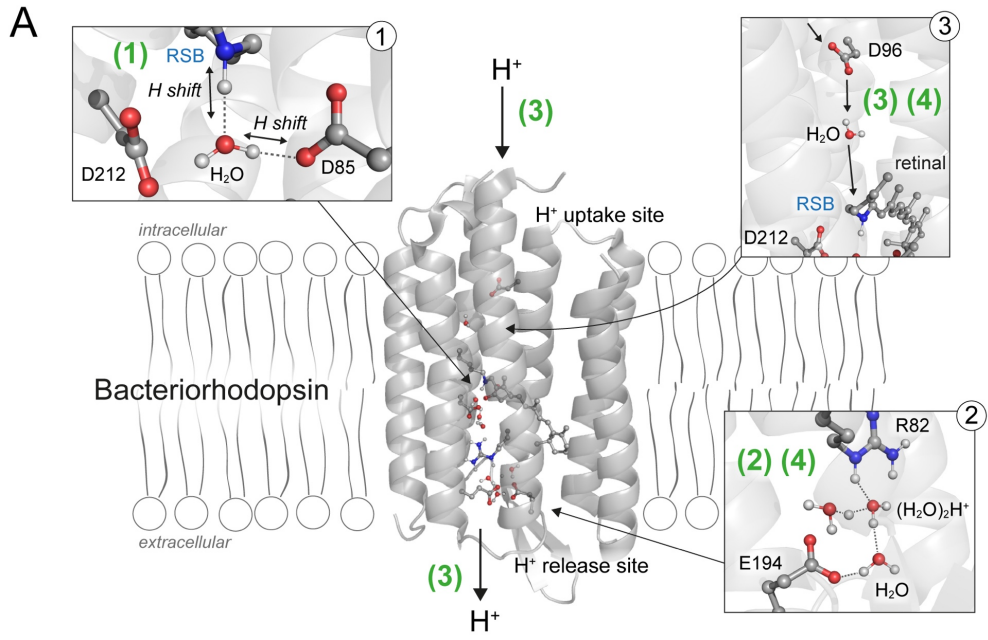 A
1
(1)
RSB
H shift
H shift
D212
H₂O
D85
H⁺
(3)
3
D96
(3) (4)
H₂O
retinal
RSB
D212
H⁺ uptake site
intracellular
Bacteriorhodopsin
extracellular
(3)
H⁺
H⁺ release site
2
R82
(2) (4)
(H₂O)₂H⁺
E194
H₂O